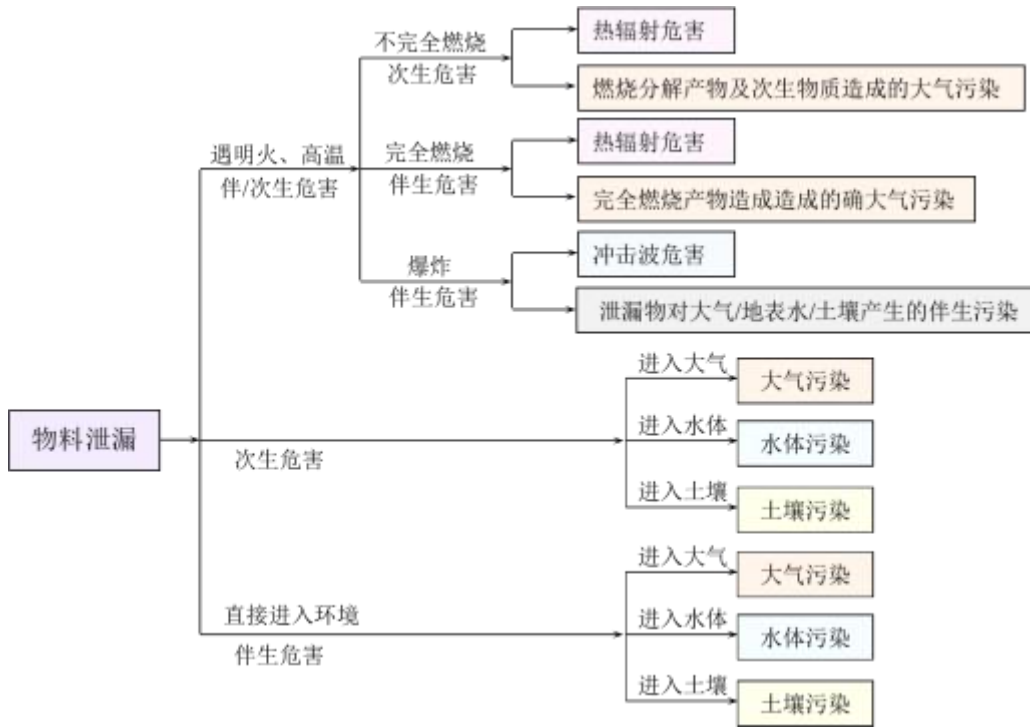 不完全燃烧
次生危害
热辐射危害
燃烧分解产物及次生物质造成的大气污染
遇明火、高温
伴/次生危害
完全燃烧
伴生危害
热辐射危害
完全燃烧产物造成造成的确大气污染
爆炸
伴生危害
冲击波危害
泄漏物对大气/地表水/土壤产生的伴生污染
物料泄漏
次生危害
进入大气
大气污染
进入水体
水体污染
进入土壤
土壤污染
直接进入环境
伴生危害
进入大气
大气污染
进入水体
水体污染
进入土壤
土壤污染